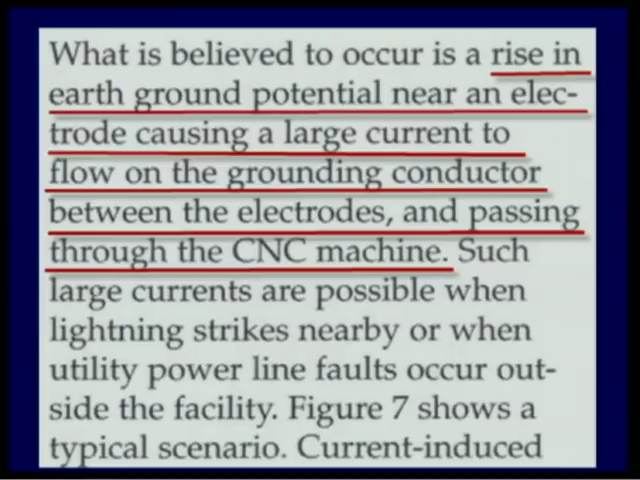 What is believed to occur is a rise in
earth ground potential near an elec-
trode causing a large current to
flow on the grounding conductor
between the electrodes, and passing
through the CNC machine. Such
large currents are possible when
lightning strikes nearby or when
utility power line faults occur out-
side the facility. Figure 7 shows a
typical scenario. Current-induced